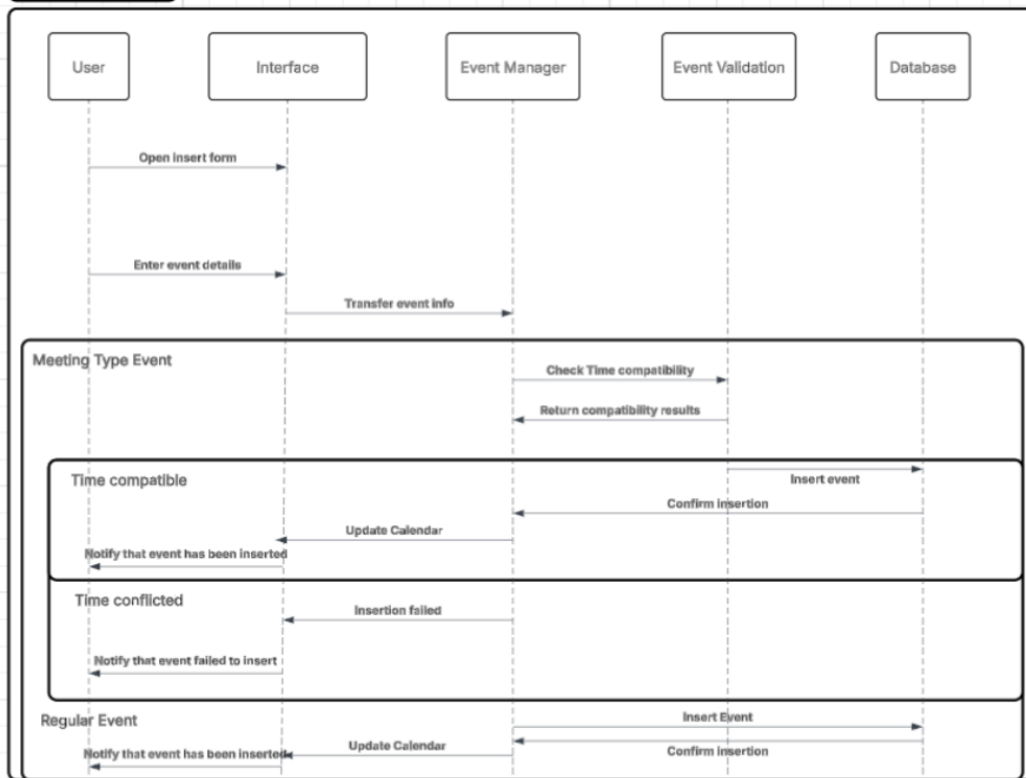 User
Interface
Event Manager
Event Validation
Database
Open insert form
Enter event details
Transfer event info
Meeting Type Event
Check Time compatibility
Return compatibility results
Time compatible
Insert event
Confirm insertion
Update Calendar
Notify that event has been inserted
Time conflicted
Insertion failed
Notify that event failed to insert
Regular Event
Insert Event
Confirm insertion
Update Calendar
Notify that event has been inserted